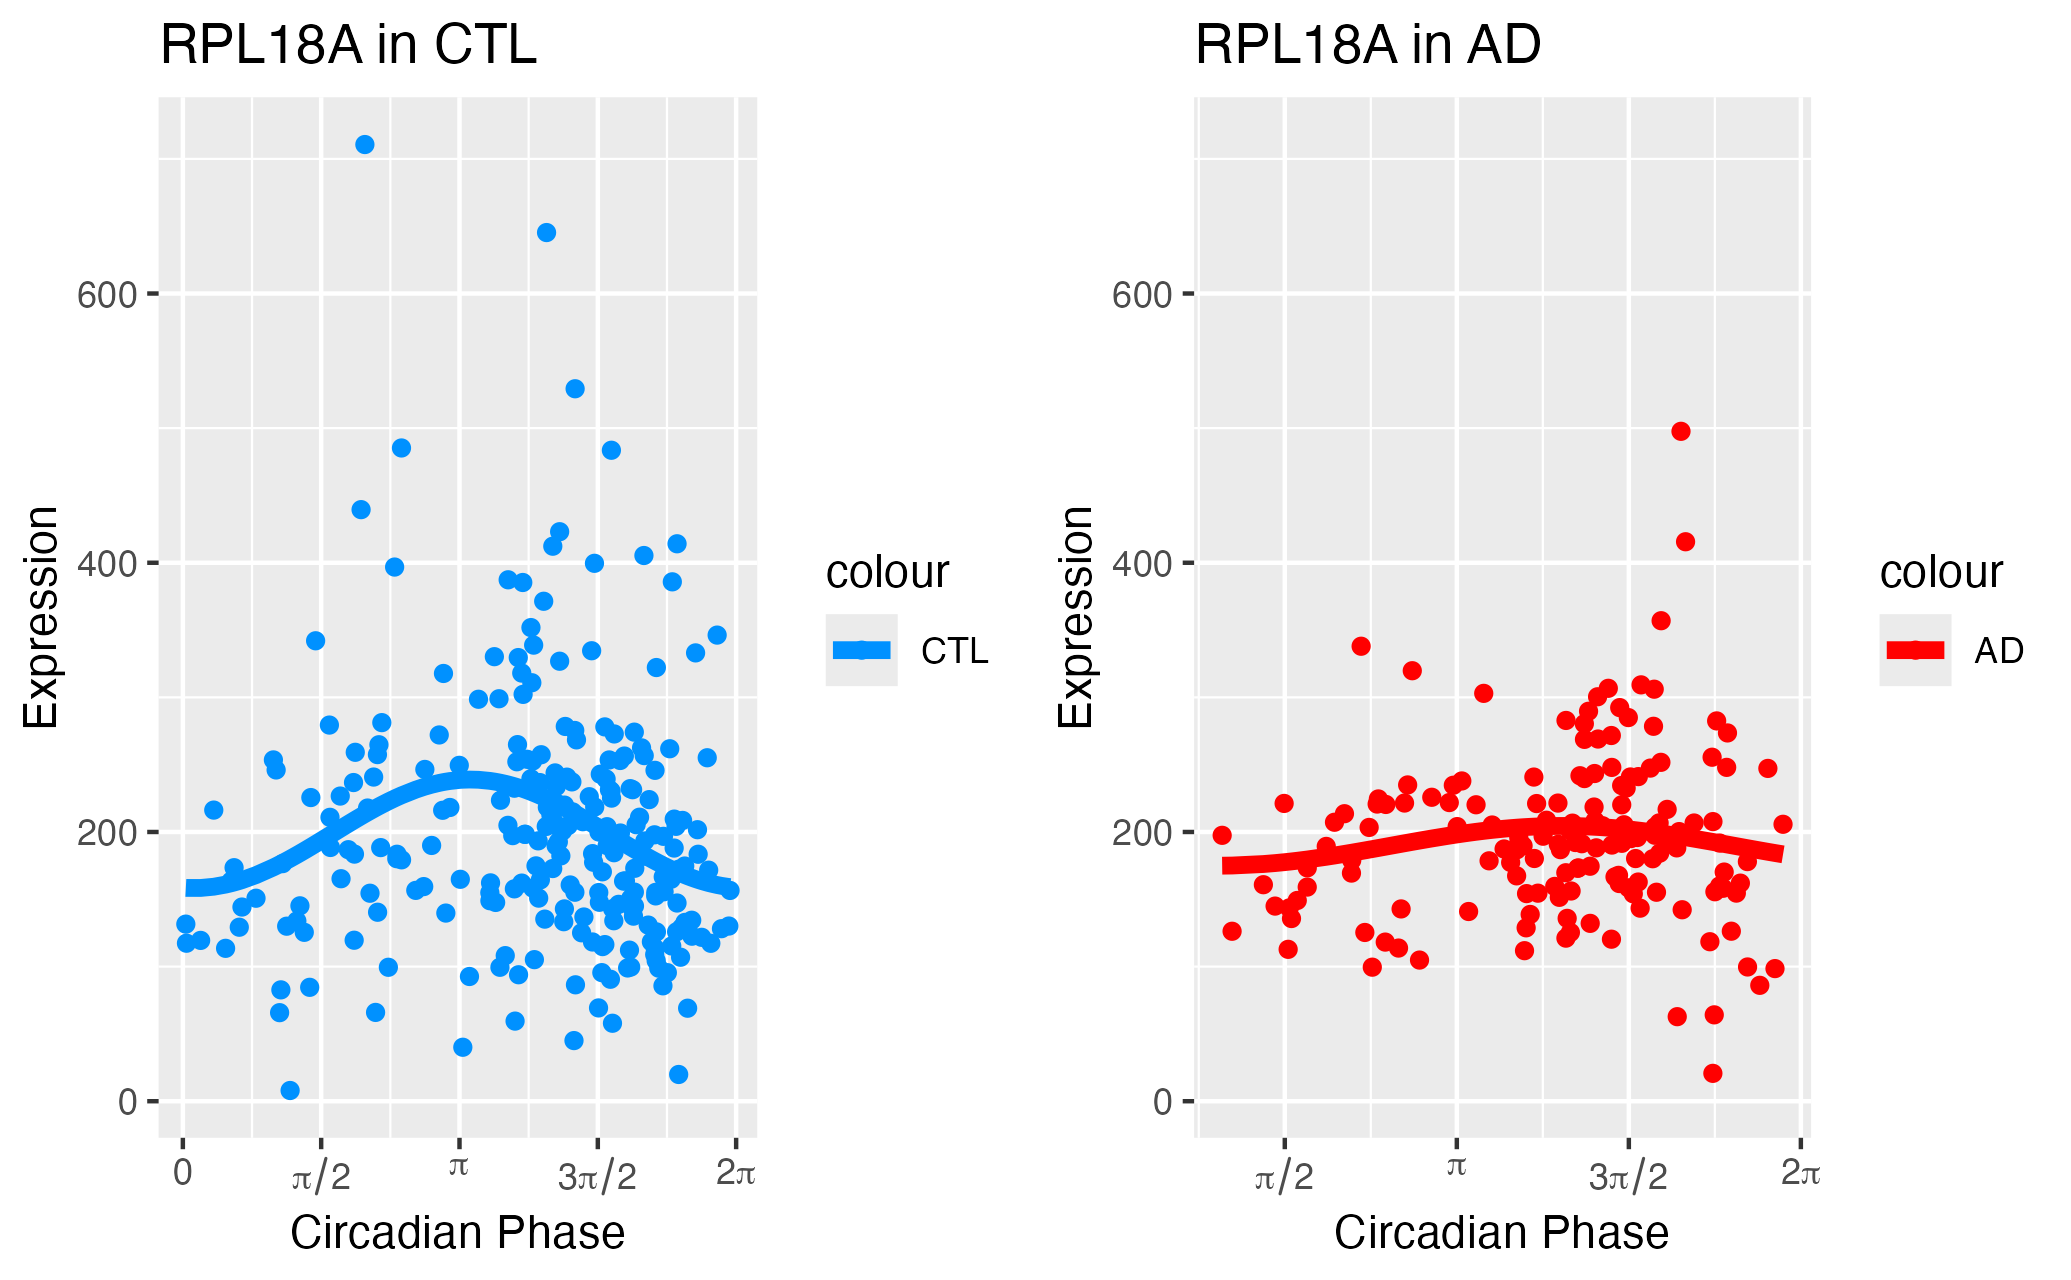 RPL18A in CTL
600
400
200
0
Expression
0 π/2 π 3π/2 2π
Circadian Phase
colour
CTL
RPL18A in AD
600
400
200
0
Expression
π/2 π 3π/2 2π
Circadian Phase
colour
AD